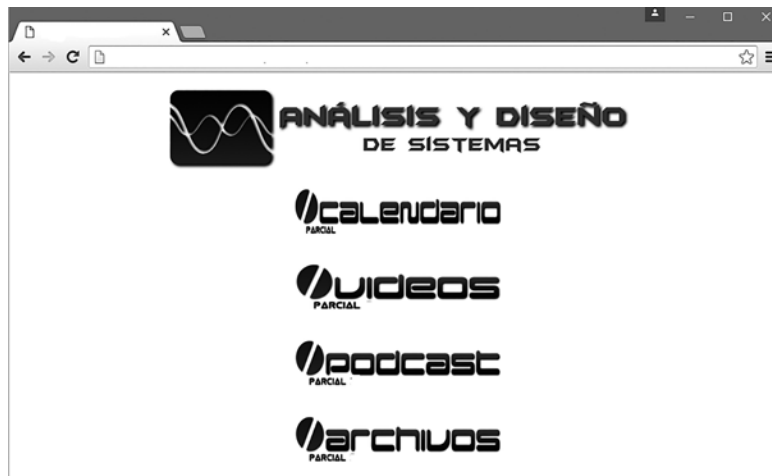 ANÁLISIS Y DISEÑO
DE SISTEMAS
calendario
PARCIAL
videos
PARCIAL
podcast
PARCIAL
archivos
PARCIAL